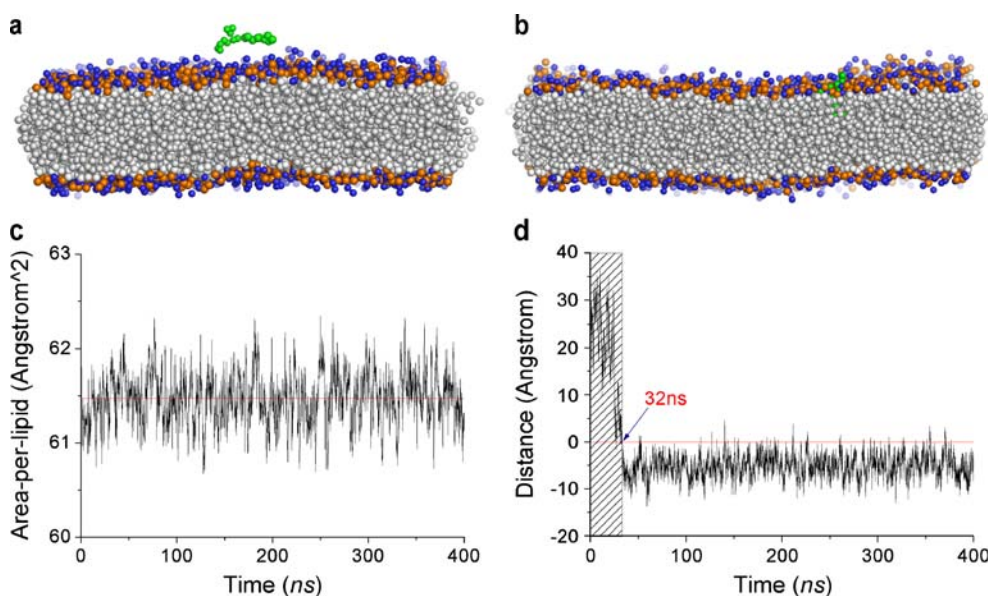 a
b
c
Area-per-lipid (Angstrom^2)
63
62
61
60
0
100
200
300
400
Time (ns)
d
Distance (Angstrom)
40
30
20
10
0
-10
-20
32ns
0
100
200
300
400
Time (ns)